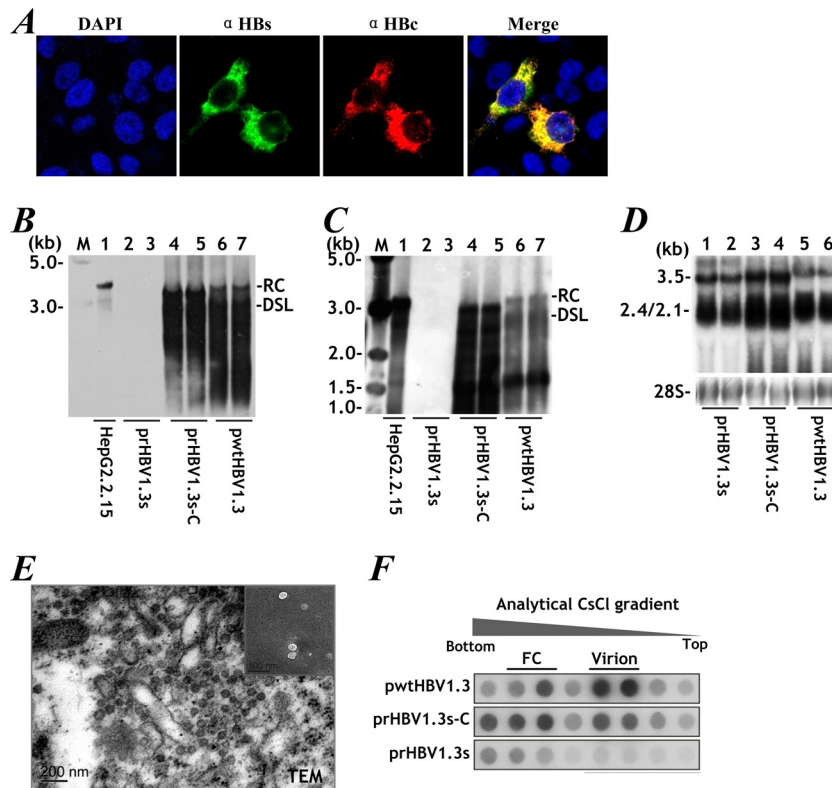 A DAPI α HBs α HBc Merge
B
(kb) M 1 2 3 4 5 6 7
5.0-
-RC
3.0-
-DSL
HepG2.2.15
prHBV1.3s
prHBV1.3s-C
pwtHBV1.3
C
(kb) M 1 2 3 4 5 6 7
5.0-
-RC
3.0-
-DSL
2.0-
1.5-
1.0-
HepG2.2.15
prHBV1.3s
prHBV1.3s-C
pwtHBV1.3
D
(kb) 1 2 3 4 5 6
3.5-
2.4/2.1-
28S-
prHBV1.3s
prHBV1.3s-C
pwtHBV1.3
E
200 nm
TEM
F
Analytical CsCl gradient
Bottom Top
FC Virion
pwtHBV1.3
prHBV1.3s-C
prHBV1.3s